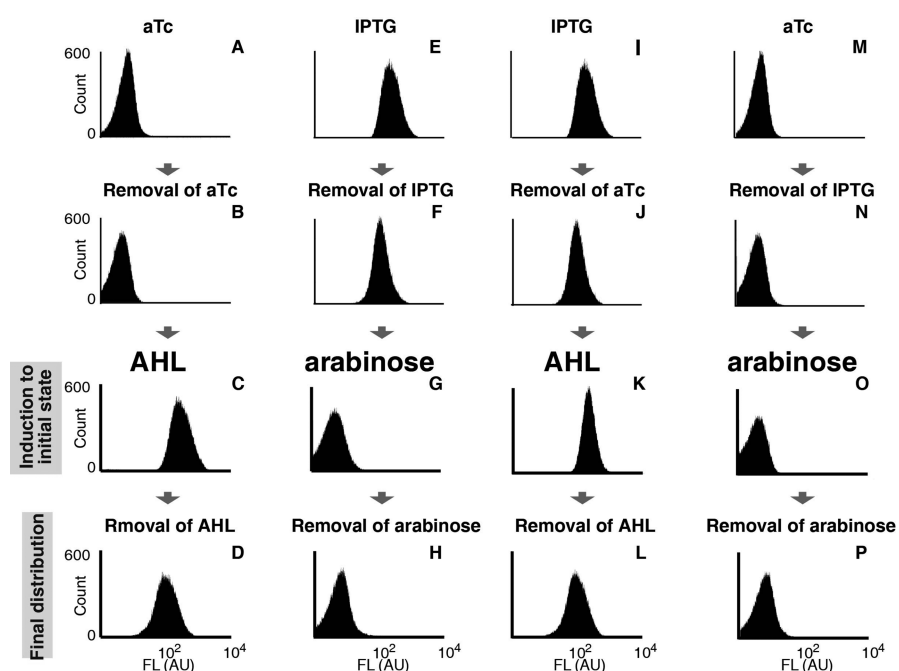 aTc IPTG IPTG aTc
A E I M
600
Count
0
Removal of aTc Removal of IPTG Removal of aTc Removal of IPTG
B F J N
600
Count
0
AHL arabinose AHL arabinose
Induction to
initial state
C G K O
600
Count
0
Rmoval of AHL Removal of arabinose Removal of AHL Removal of arabinose
Final distribution
D H L P
600
Count
0
10² 10⁴ 10² 10⁴ 10² 10⁴ 10² 10⁴
FL (AU) FL (AU) FL (AU) FL (AU)